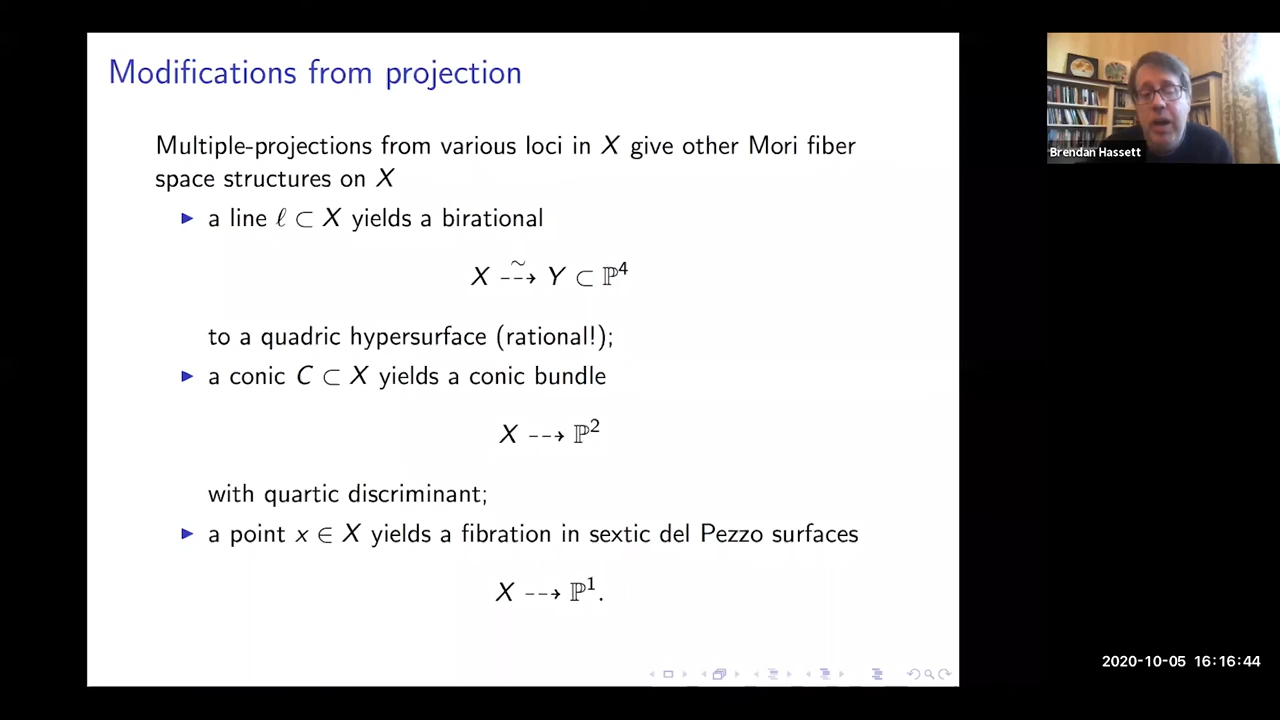 Modifications from projection
Multiple-projections from various loci in X give other Mori fiber
space structures on X
▶ a line ℓ ⊂ X yields a birational
X ⇢ Y ⊂ ℙ⁴
∼
to a quadric hypersurface (rational!);
▶ a conic C ⊂ X yields a conic bundle
X ⇢ ℙ²
with quartic discriminant;
▶ a point x ∈ X yields a fibration in sextic del Pezzo surfaces
X ⇢ ℙ¹.
Brendan Hassett
2020-10-05 16:16:44